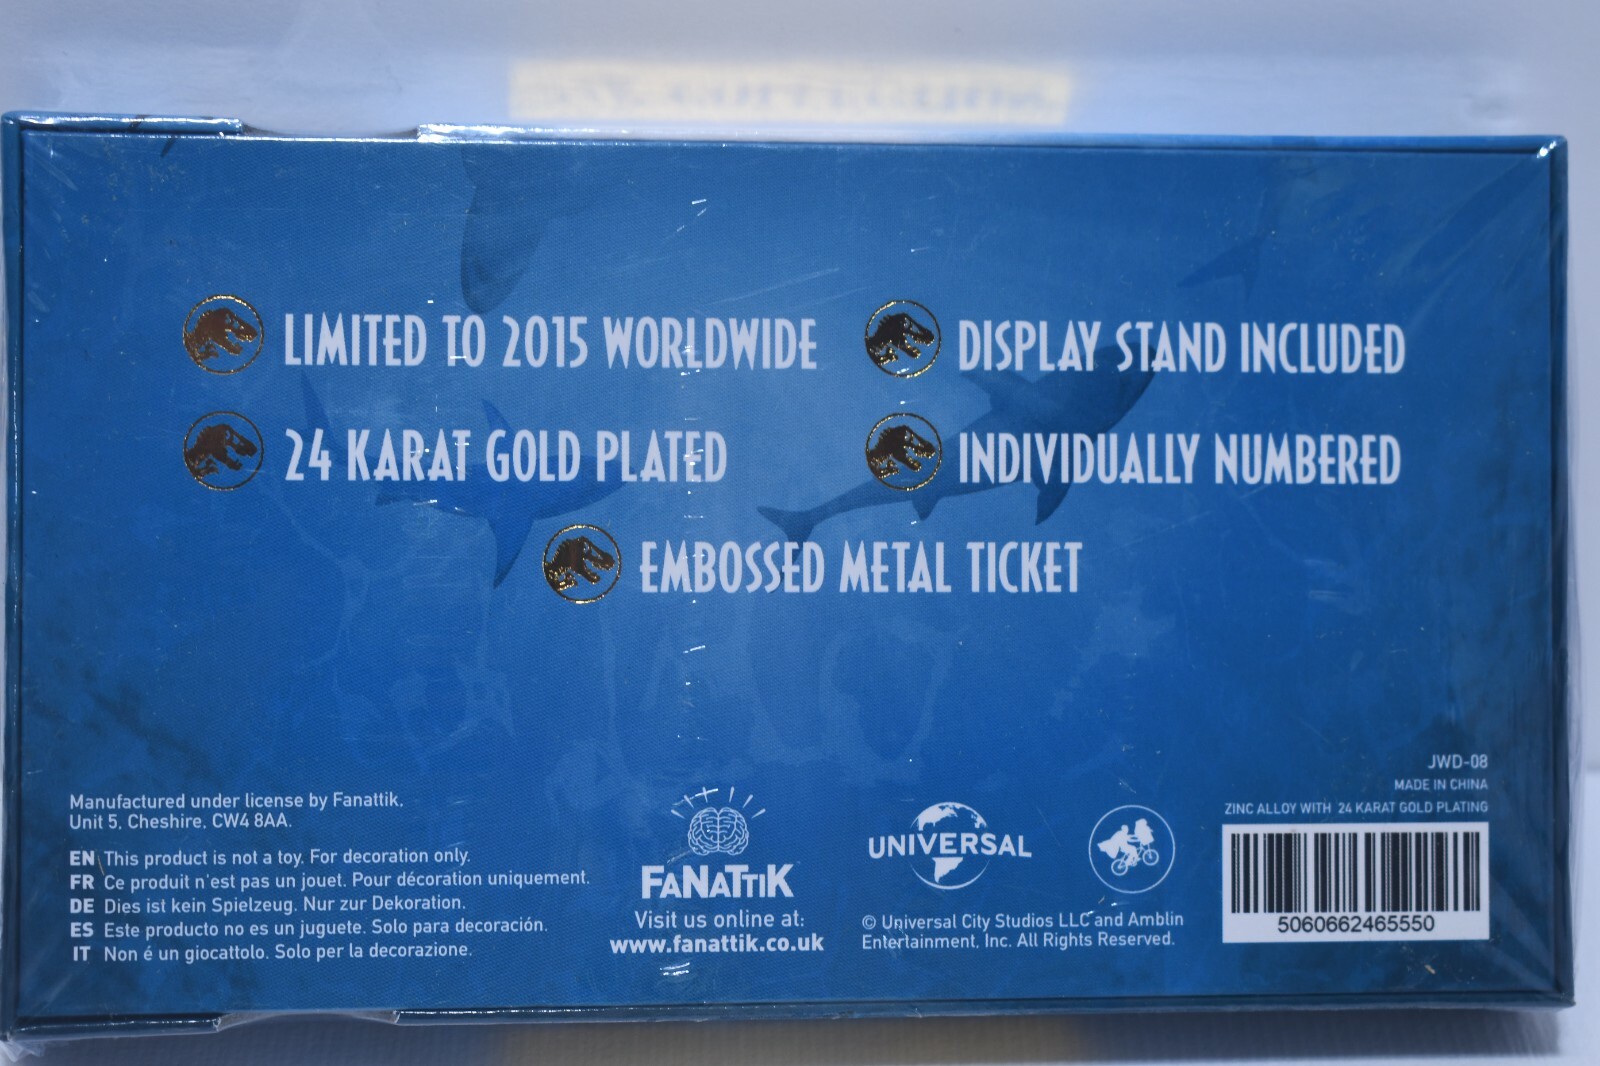 LIMITED TO 2015 WORLDWIDE
DISPLAY STAND INCLUDED
24 KARAT GOLD PLATED
INDIVIDUALLY NUMBERED
EMBOSSED METAL TICKET
JWD-08
MADE IN CHINA
ZINC ALLOY WITH 24 KARAT GOLD PLATING
5060662465550
Manufactured under license by Fanattik.
Unit 5, Cheshire, CW4 8AA.
EN This product is not a toy. For decoration only.
FR Ce produit n'est pas un jouet. Pour décoration uniquement.
DE Dies ist kein Spielzeug. Nur zur Dekoration.
ES Este producto no es un juguete. Solo para decoración.
IT Non é un giocattolo. Solo per la decorazione.
FANATTIK
Visit us online at:
www.fanattik.co.uk
UNIVERSAL
© Universal City Studios LLC and Amblin
Entertainment, Inc. All Rights Reserved.